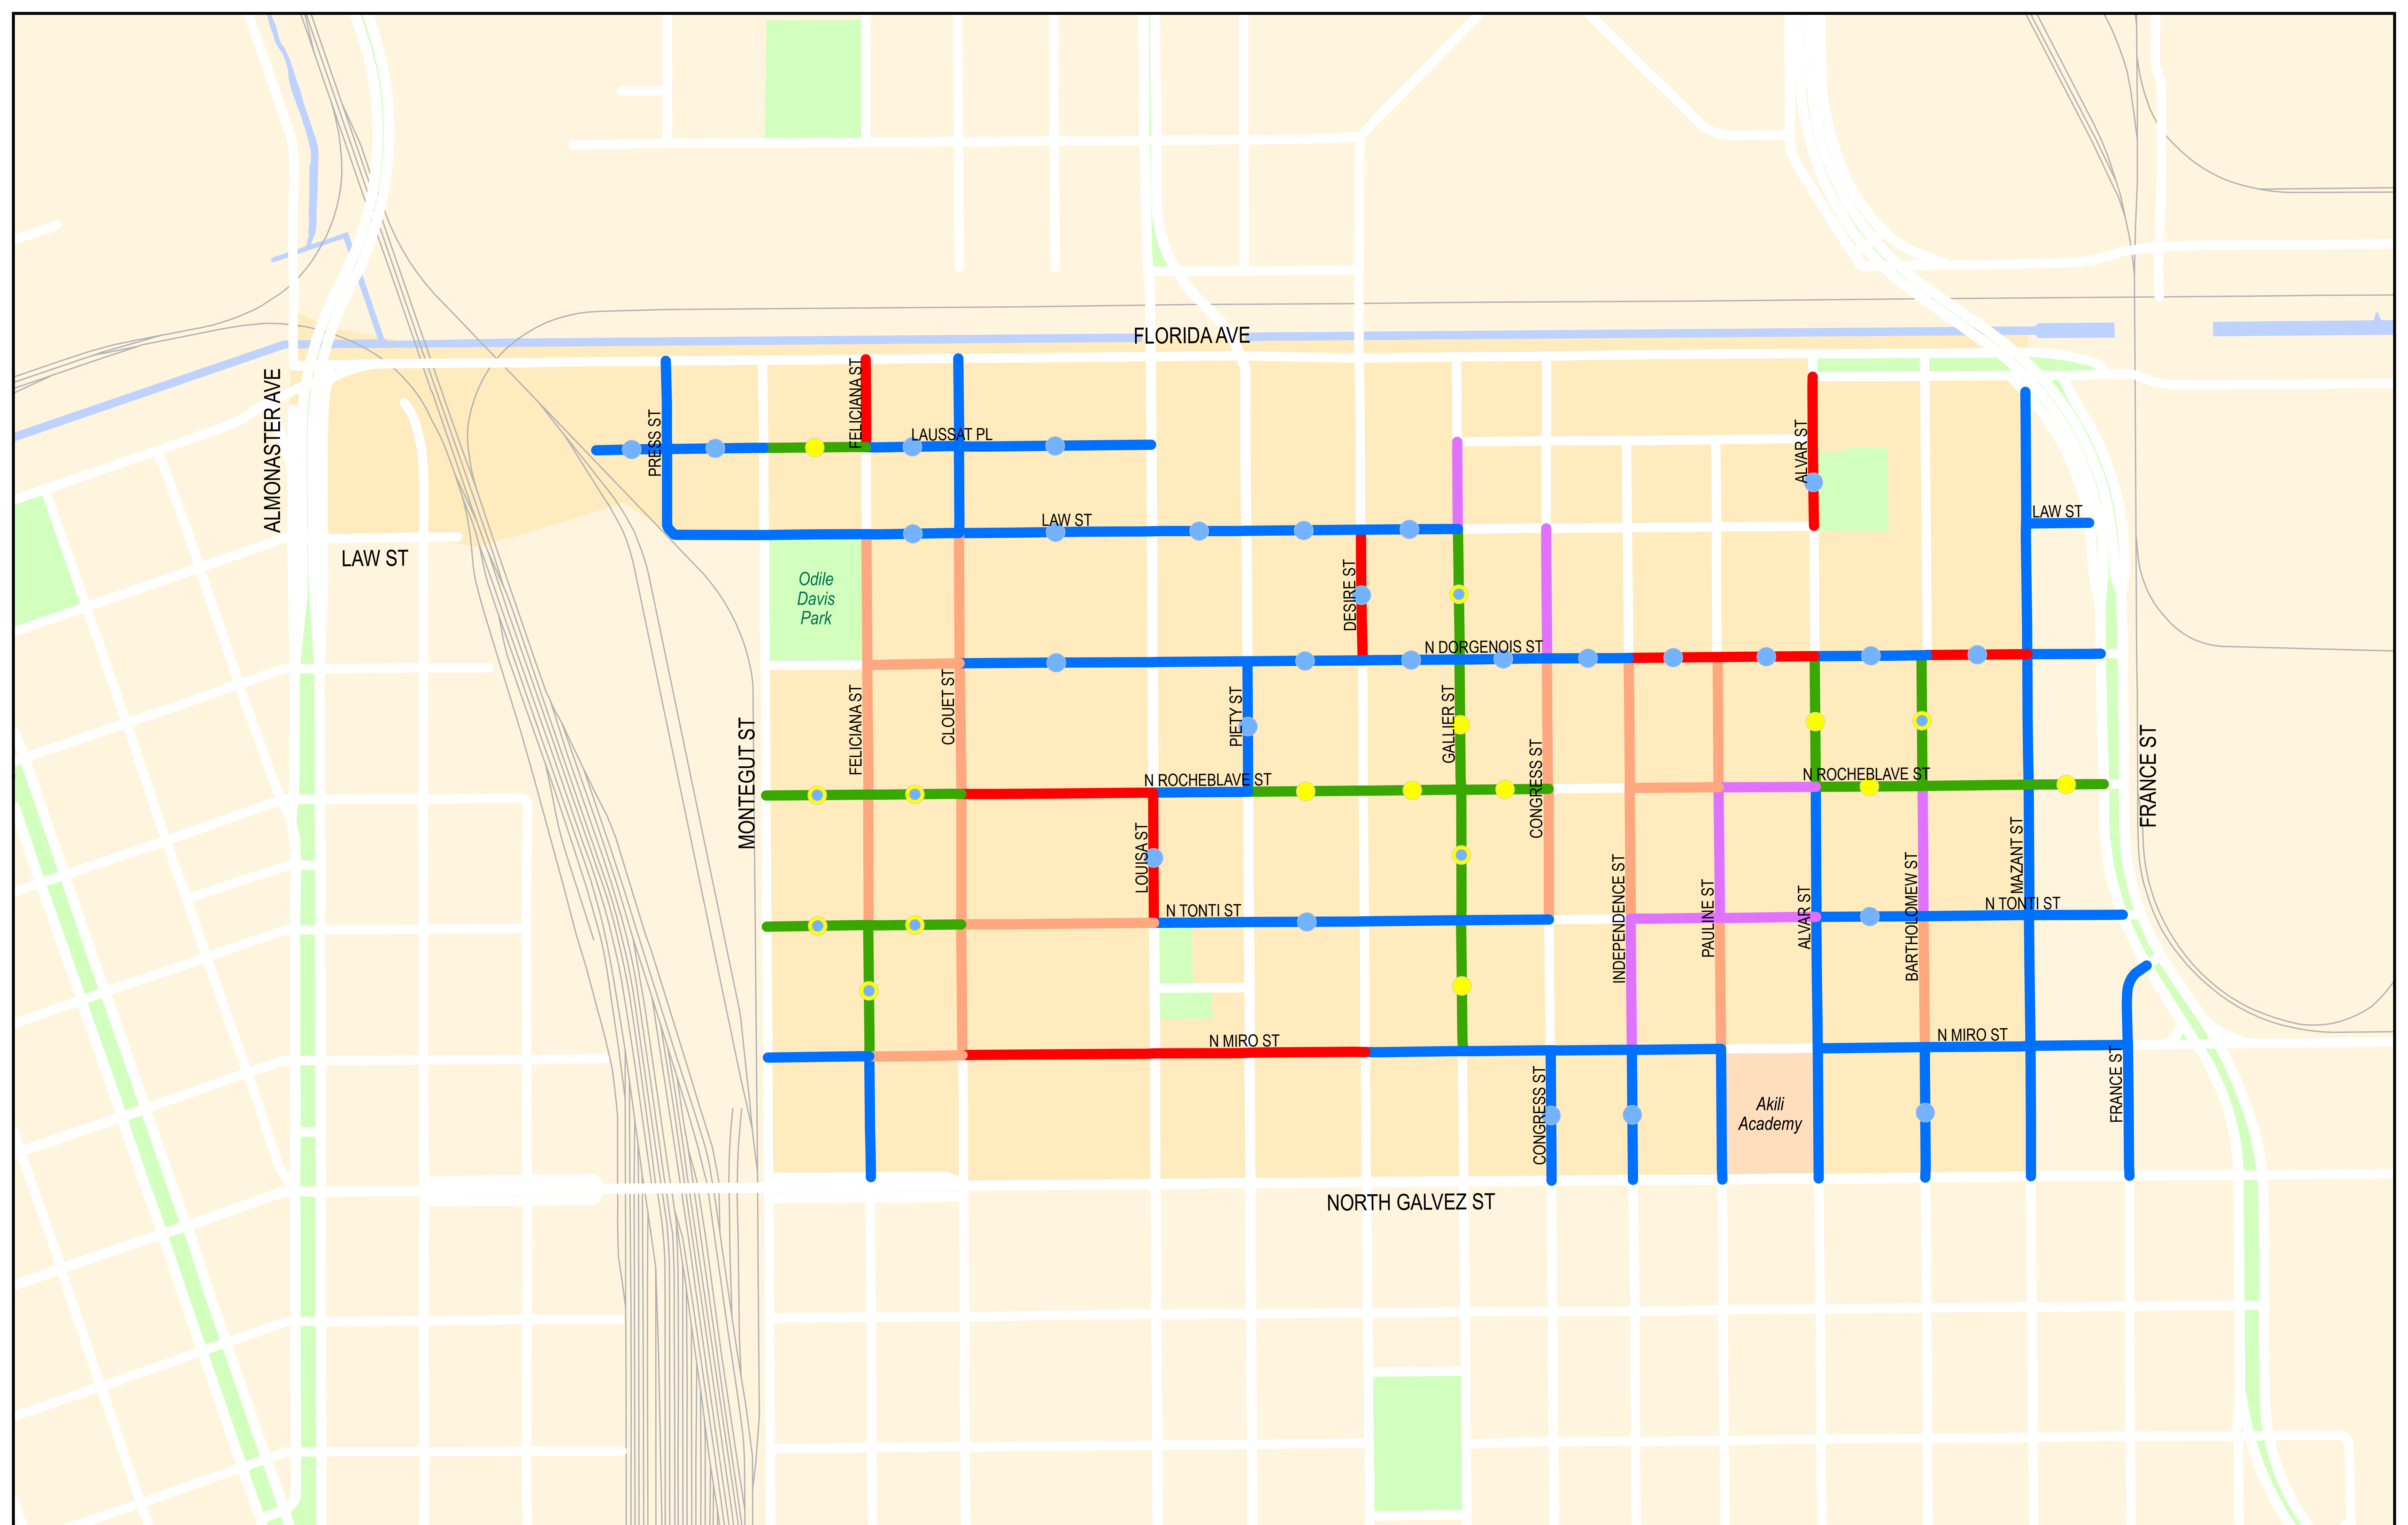 FLORIDA AVE
ALMONASTER AVE
FELICIANA ST
PRESS ST
LAUSSAT PL
ALVAR ST
LAW ST
LAW ST
LAW ST
Odile
Davis
Park
DESIRE ST
N DORGENOIS ST
MONTEGUT ST
FELICIANA ST
CLOUET ST
PIETY ST
GALLIER ST
CONGRESS ST
N ROCHEBLAVE ST
N ROCHEBLAVE ST
FRANCE ST
LOUISA ST
N TONTI ST
INDEPENDENCE ST
PAULINE ST
ALVAR ST
BARTHOLOMEW ST
MAZANT ST
N TONTI ST
N MIRO ST
N MIRO ST
CONGRESS ST
Akili
Academy
FRANCE ST
NORTH GALVEZ ST